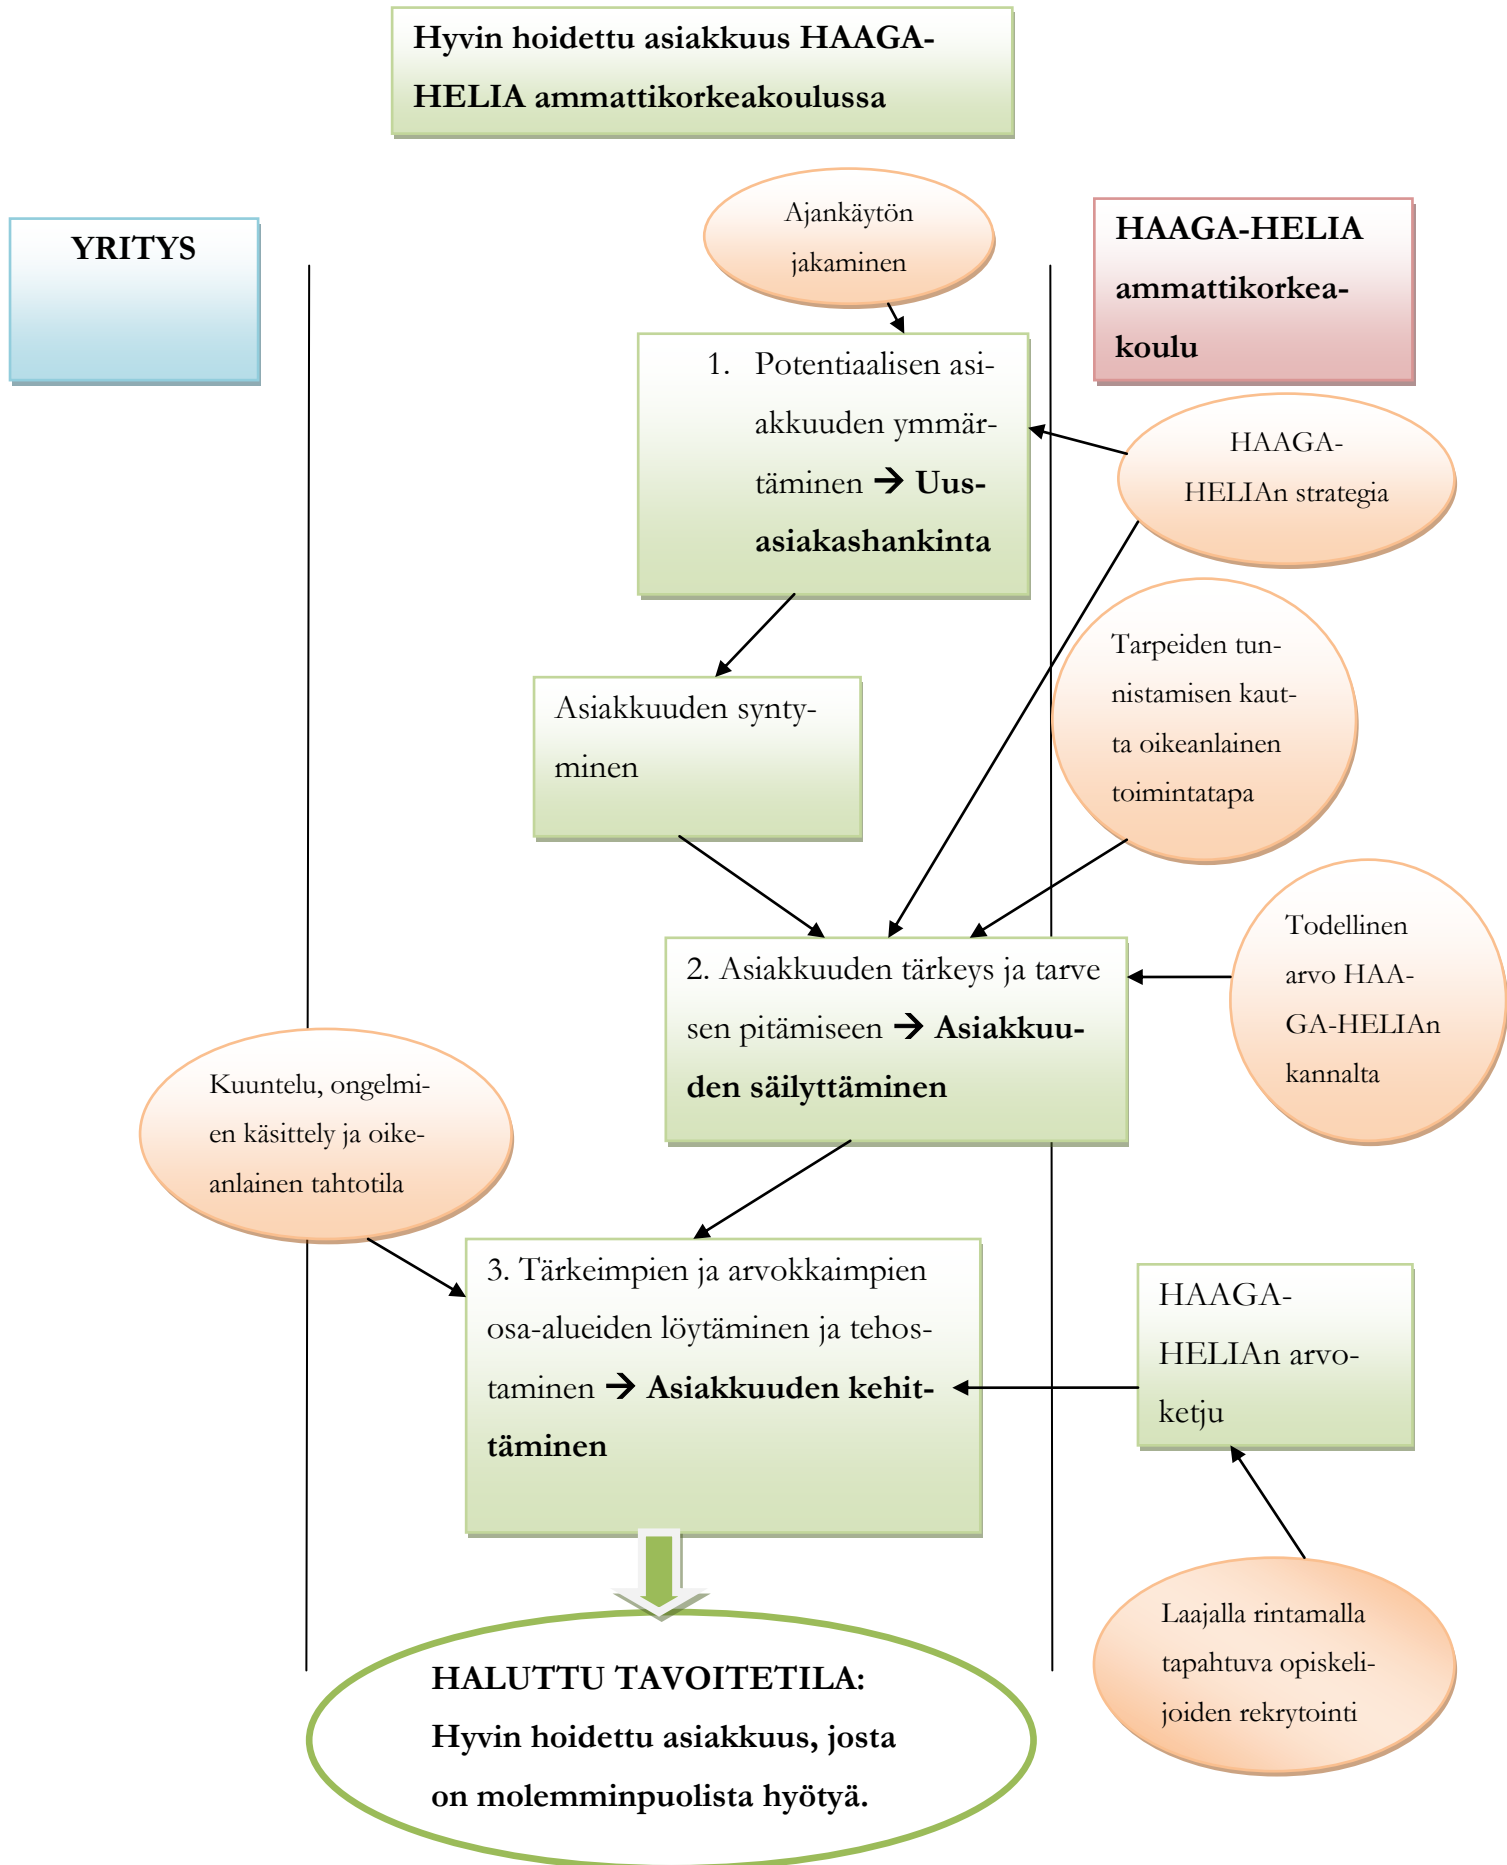 Hyvin hoidettu asiakkuus HAAGA-
HELIA ammattikorkeakoulussa
YRITYS
Ajankäytön
jakaminen
HAAGA-HELIA
ammattikorkea-
koulu
1. Potentiaalisen asi-
akkuuden ymmär-
täminen → Uus-
asiakashankinta
HAAGA-
HELIAn strategia
Asiakkuuden synty-
minen
Tarpeiden tun-
nistamisen kaut-
ta oikeanlainen
toimintatapa
2. Asiakkuuden tärkeys ja tarve
sen pitämiseen → Asiakkuu-
den säilyttäminen
Todellinen
arvo HAA-
GA-HELIAn
kannalta
Kuuntelu, ongelmi-
en käsittely ja oike-
anlainen tahtotila
3. Tärkeimpien ja arvokkaimpien
osa-alueiden löytäminen ja tehos-
taminen → Asiakkuuden kehit-
täminen
HAAGA-
HELIAn arvo-
ketju
Laajalla rintamalla
tapahtuva opiskeli-
joiden rekrytointi
HALUTTU TAVOITETILA:
Hyvin hoidettu asiakkuus, josta
on molemminpuolista hyötyä.